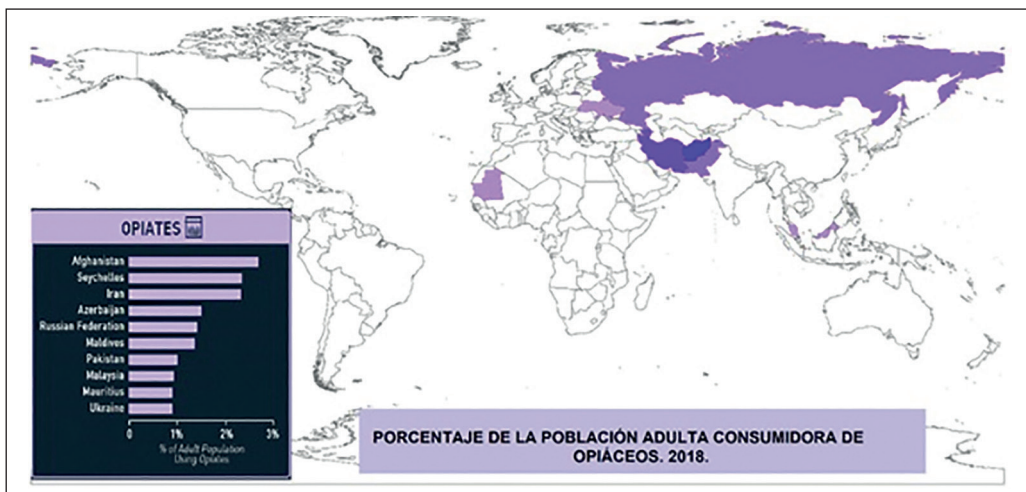 OPIATES
Afghanistan
Seychelles
Iran
Azerbaijan
Russian Federation
Maldives
Pakistan
Malaysia
Mauritius
Ukraine
0 1% 2% 3%
% of Adult Population
Using Opiates
PORCENTAJE DE LA POBLACIÓN ADULTA CONSUMIDORA DE
OPIÁCEOS. 2018.